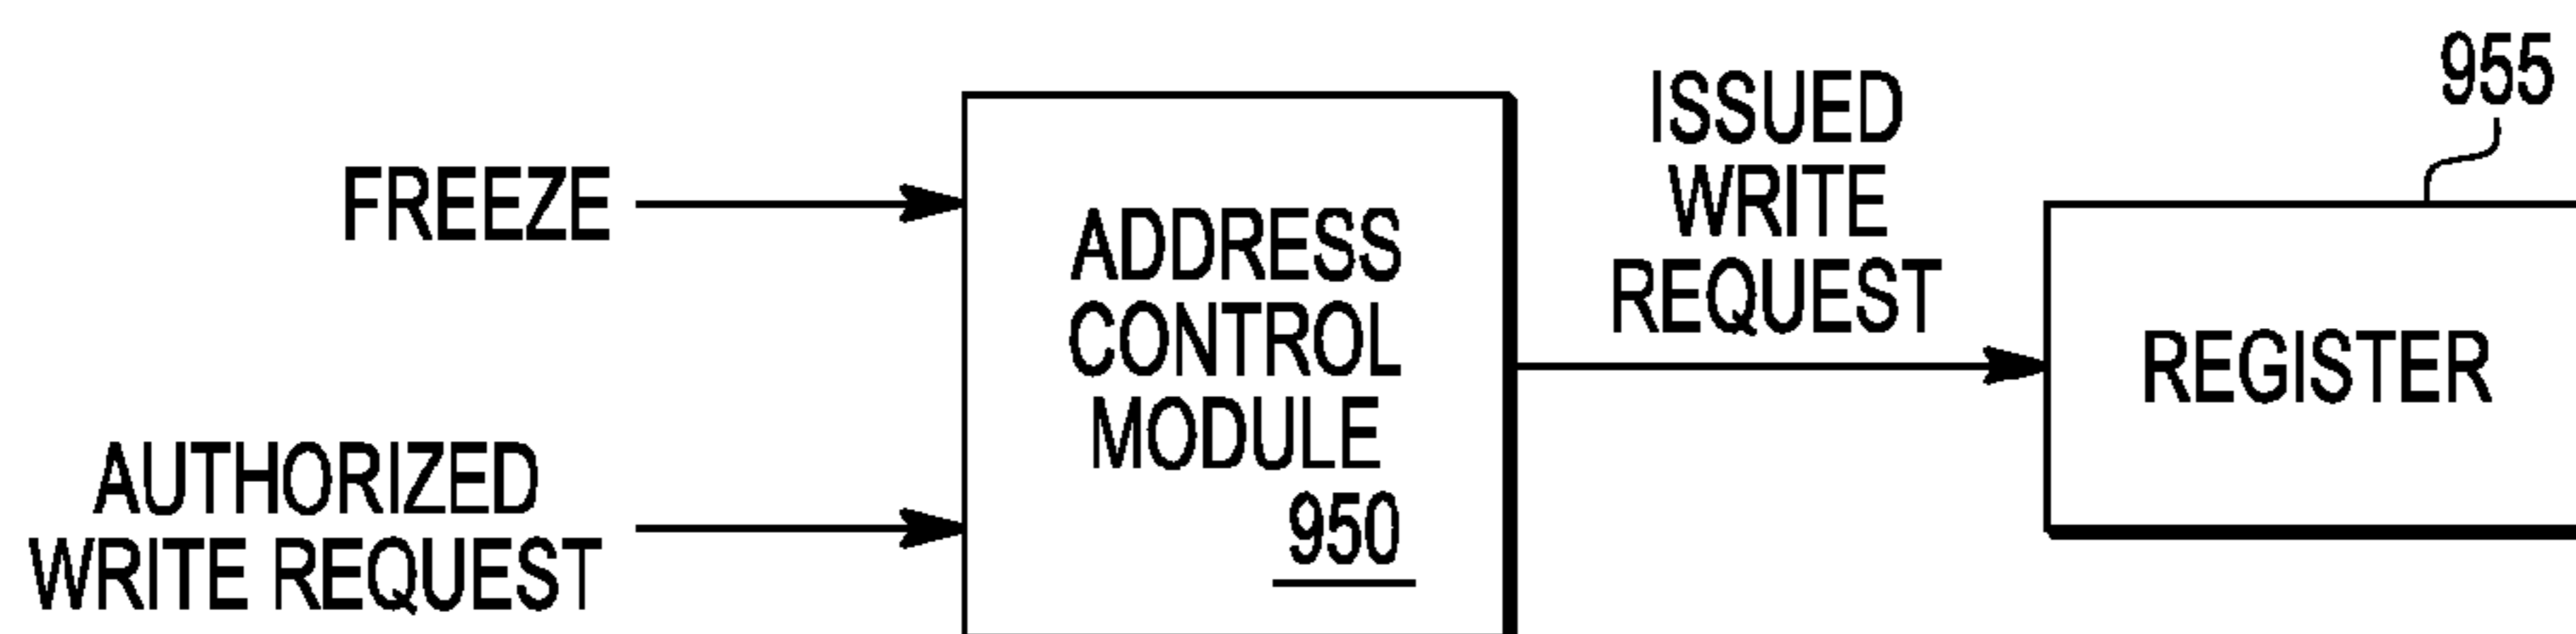 FREEZE
AUTHORIZED
WRITE REQUEST
ADDRESS
CONTROL
MODULE
950
ISSUED
WRITE
REQUEST
955
REGISTER